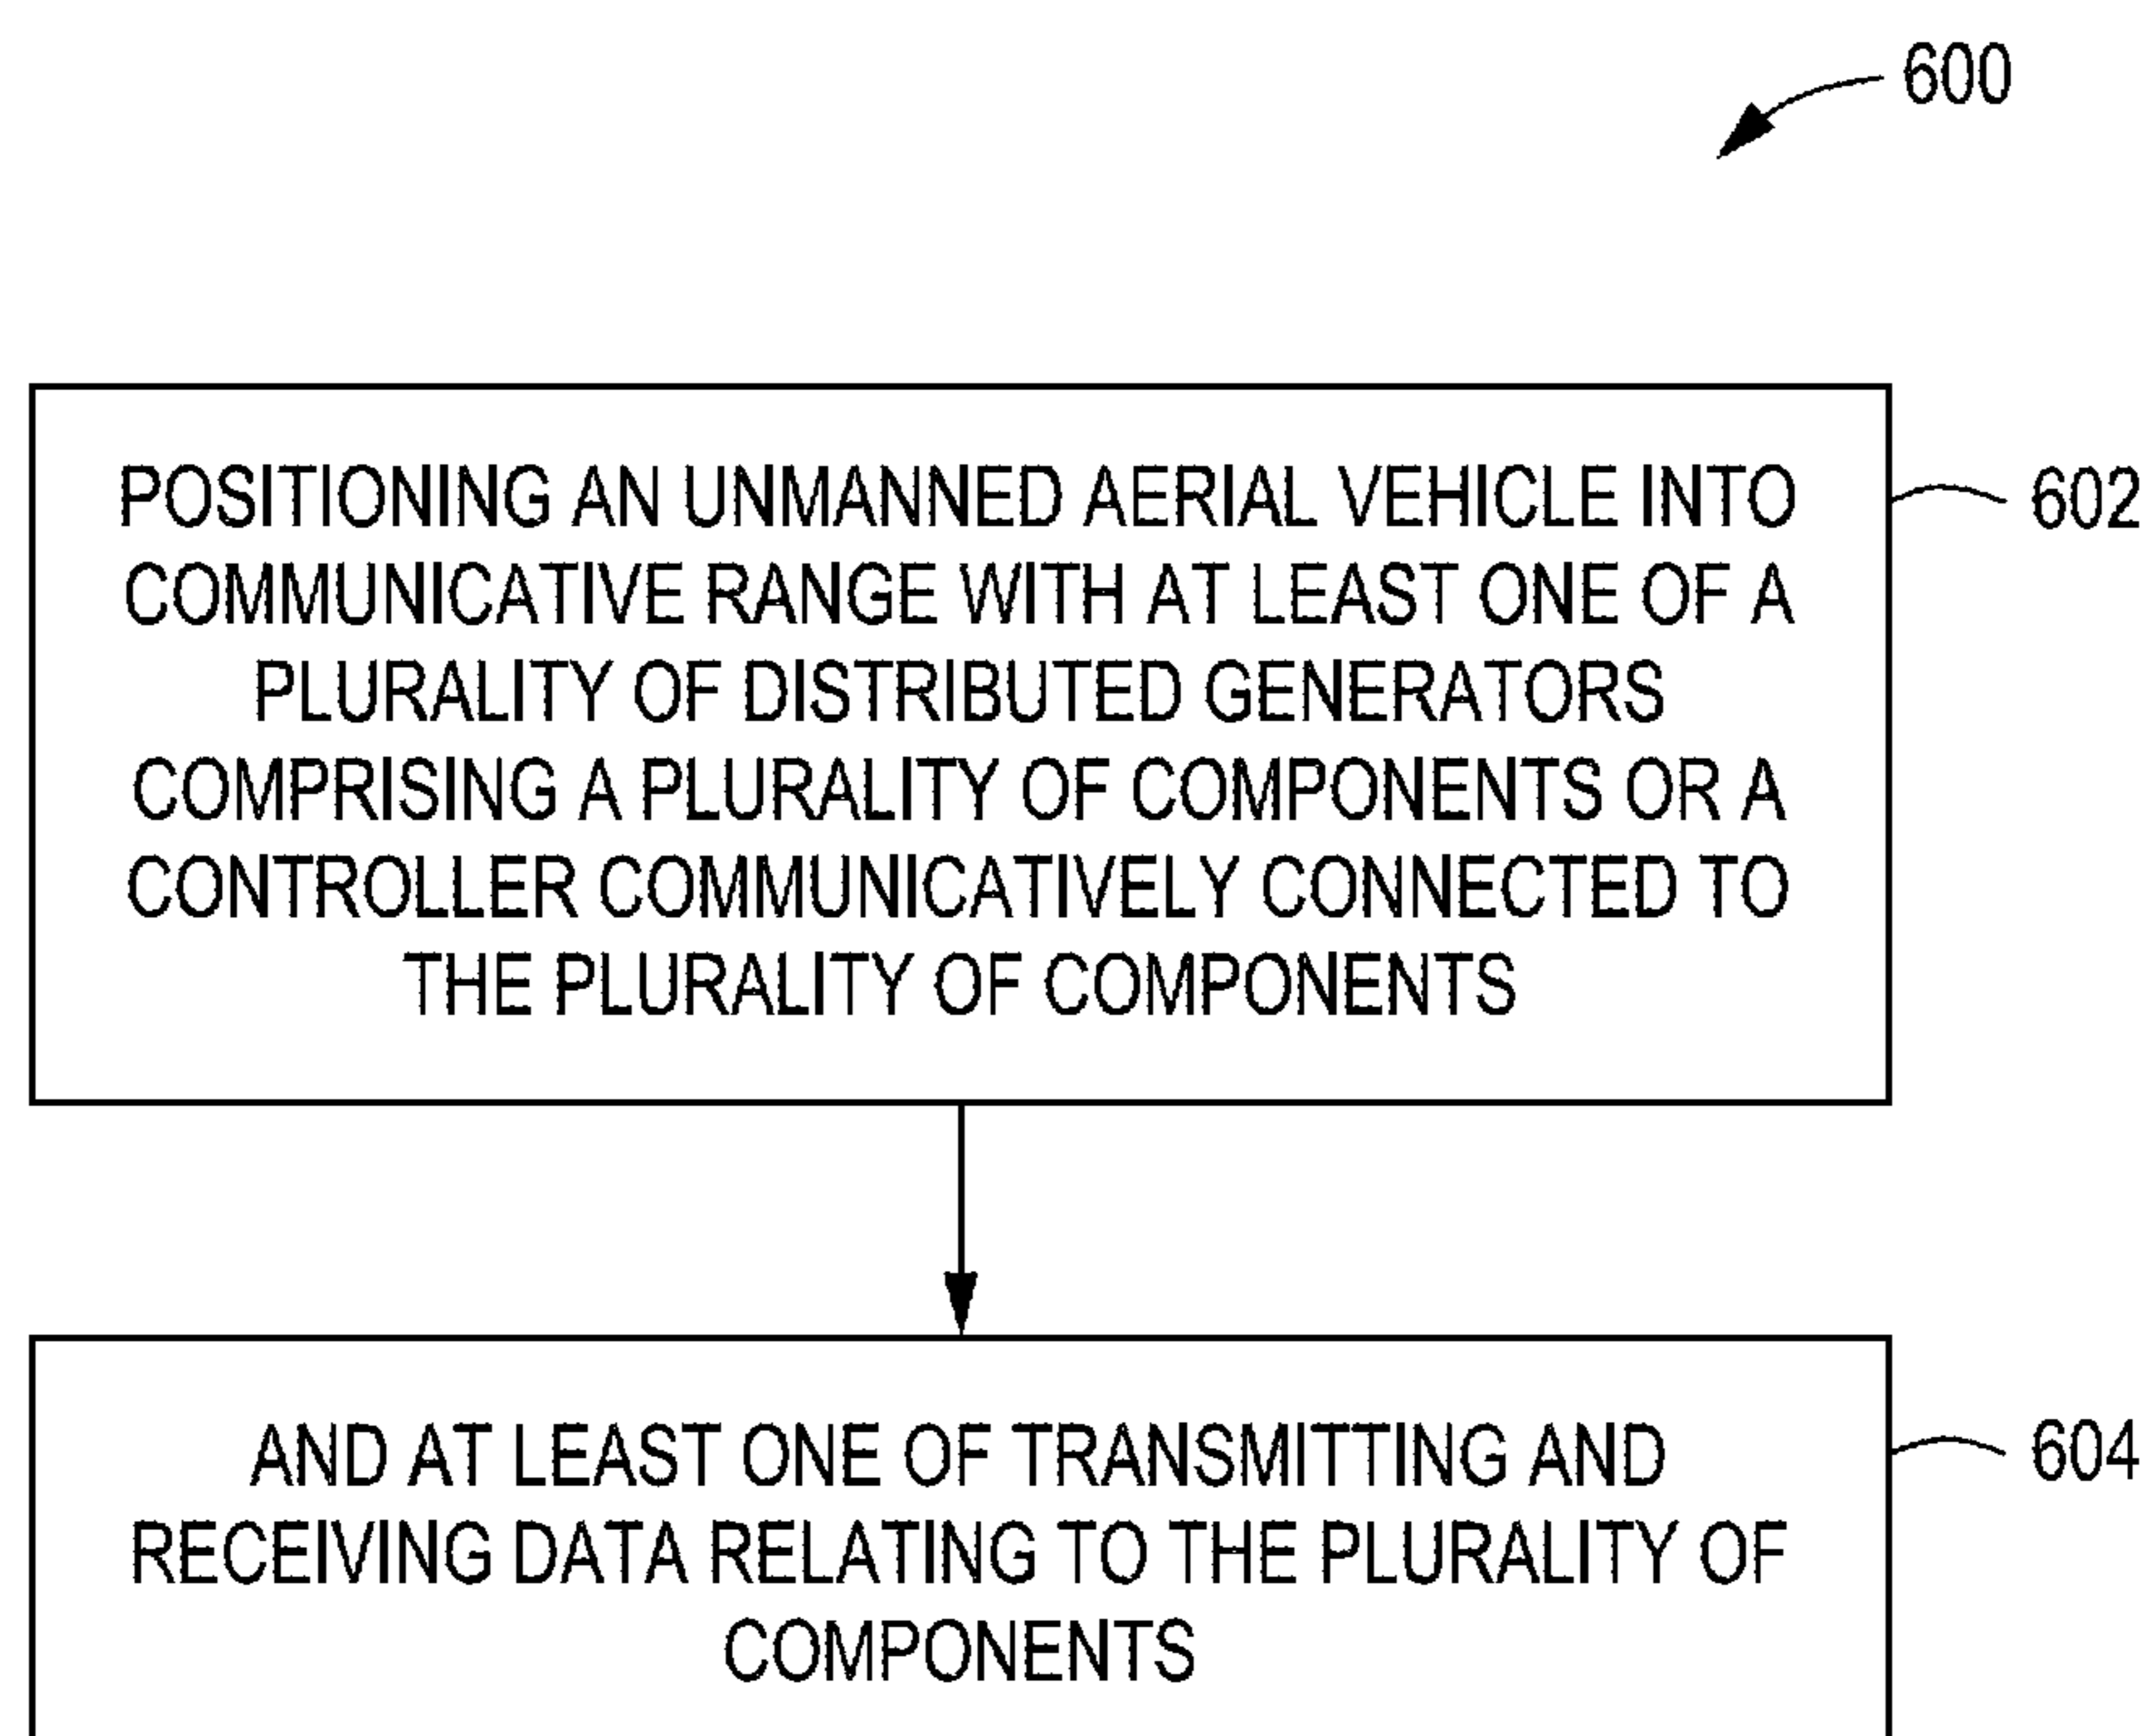 600
POSITIONING AN UNMANNED AERIAL VEHICLE INTO
COMMUNICATIVE RANGE WITH AT LEAST ONE OF A
PLURALITY OF DISTRIBUTED GENERATORS
COMPRISING A PLURALITY OF COMPONENTS OR A
CONTROLLER COMMUNICATIVELY CONNECTED TO
THE PLURALITY OF COMPONENTS
602
AND AT LEAST ONE OF TRANSMITTING AND
RECEIVING DATA RELATING TO THE PLURALITY OF
COMPONENTS
604